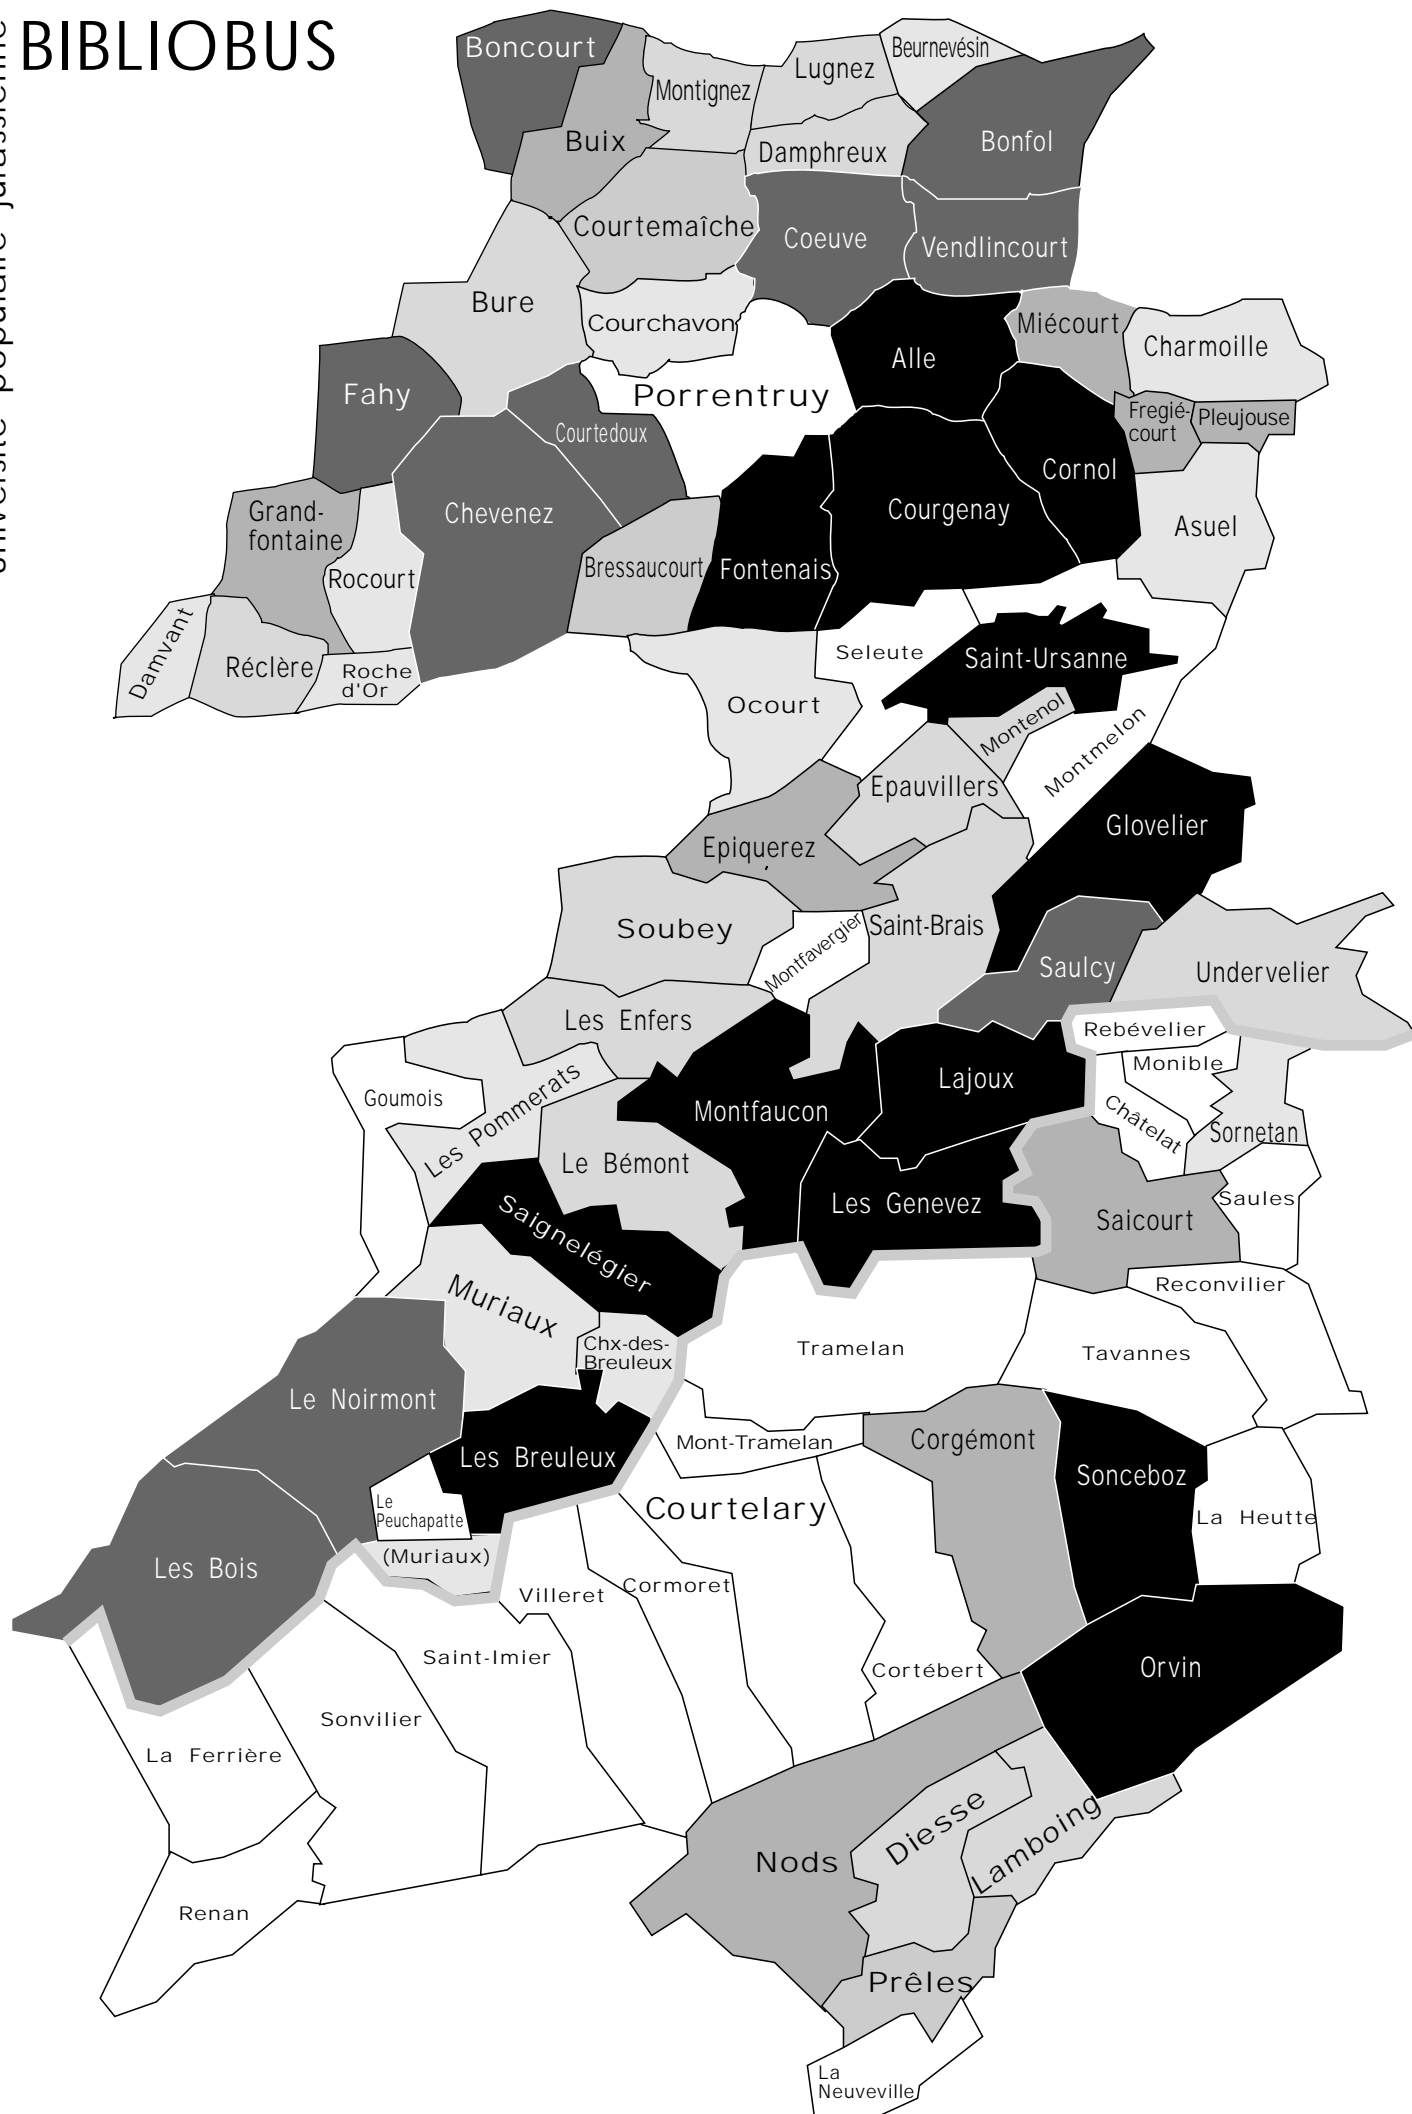 BIBLIOBUS
université populaire jurassienne
Boncourt
Beurnevésin
Lugnez
Montignez
Buix
Damphreux
Bonfol
Courtemaîche
Coeuve
Vendlincourt
Bure
Courchavon
Miécourt
Charmoille
Alle
Fahy
Porrentruy
Courtedoux
Fregié-
court
Pleujouse
Cornol
Grand-
fontaine
Chevenez
Courgenay
Asuel
Rocourt
Bressaucourt
Fontenais
Damvant
Réclère
Roche
d'Or
Seleute
Saint-Ursanne
Ocourt
Montenol
Montmelon
Epauvillers
Glovelier
Epiquerez
Soubey
Montfavergier
Saint-Brais
Saulcy
Undervelier
Les Enfers
Rebévelier
Monible
Goumois
Les Pommerats
Lajoux
Montfaucon
Châtelat
Sornetan
Le Bémont
Saules
Les Genevez
Saicourt
Saignelégier
Reconvilier
Muriaux
Chx-des-
Breuleux
Tramelan
Tavannes
Le Noirmont
Mont-Tramelan
Corgémont
Les Breuleux
Sonceboz
Le
Peuchapatte
Courtelary
La Heutte
(Muriaux)
Les Bois
Villeret
Cormoret
Saint-Imier
Cortébert
Orvin
Sonvilier
La Ferrière
Diesse
Lamboing
Nods
Renan
Prêles
La
Neuveville